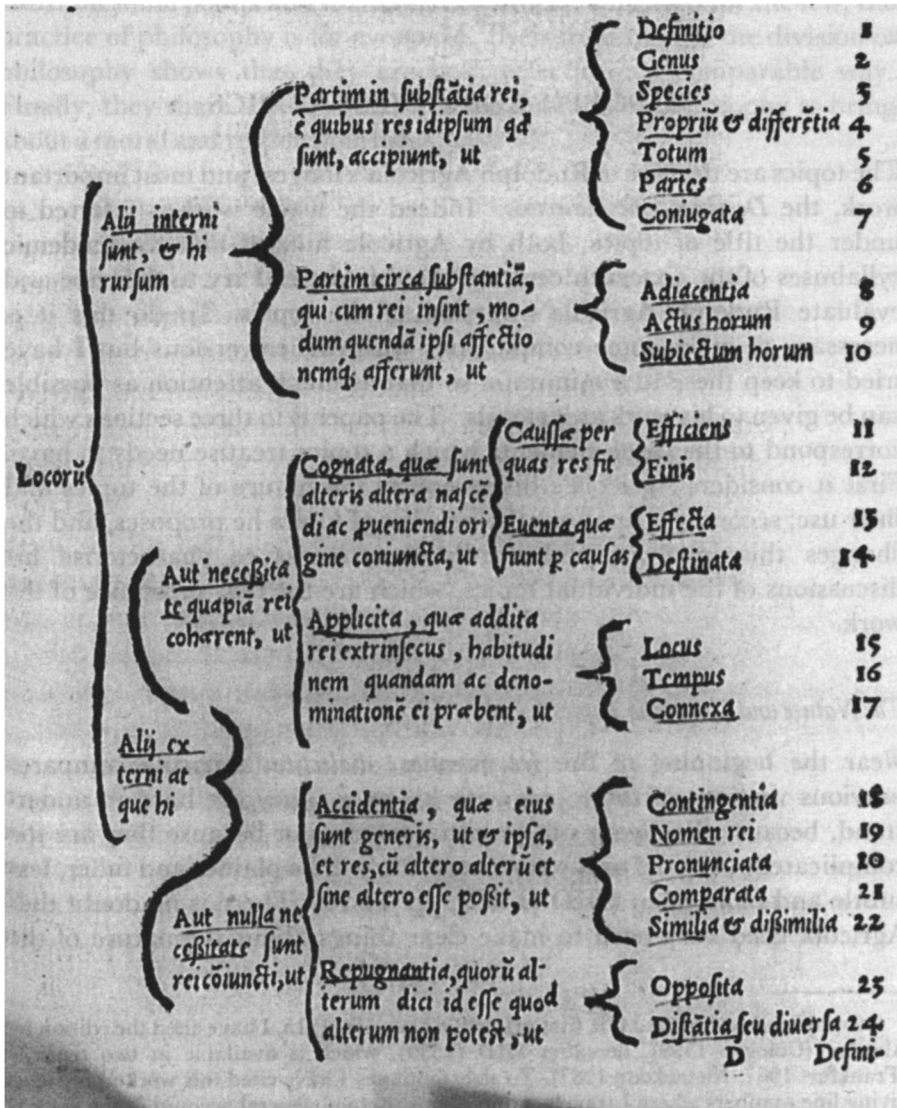 Locorũ
Alij interni
ſunt, & hi
rurſum
Partim in ſubſtãtia rei,
e quibus res idipſum qđ
ſunt, accipiunt, ut
Definitio 1
Genus 2
Species 3
Propriũ & differẽtia 4
Totum 5
Partes 6
Coniugata 7
Partim circa ſubſtantiã,
qui cum rei inſint, mo-
dum quendã ipſi affectio
nemq; afferunt, ut
Adiacentia 8
Actus horum 9
Subiectum horum 10
Alij ex
terni at
que hi
Aut neceßita
te quapiã rei
cohærent, ut
Cognata, quæ ſunt
alteris altera naſcẽ
di ac ꝓueniendi ori
gine coniuncta, ut
Cauſſæ per
quas res fit
Efficiens 11
Finis 12
Euenta quæ
fiunt ꝑ cauſas
Effecta 13
Deſtinata 14
Applicita, quæ addita
rei extrinſecus, habitudi
nem quandam ac deno-
minationẽ ei præbent, ut
Locus 15
Tempus 16
Connexa 17
Aut nulla ne
ceßitate ſunt
rei cõiuncti, ut
Accidentia, quæ eius
ſunt generis, ut & ipſa,
et res, cũ altero alterũ et
ſine altero eſſe poßit, ut
Contingentia 18
Nomen rei 19
Pronunciata 20
Comparata 21
Similia & dißimilia 22
Repugnantia, quorũ al-
terum dici id eſſe quod
alterum non poteſt, ut
Oppoſita 23
Diſtãtia ſeu diuerſa 24.
D Defini-